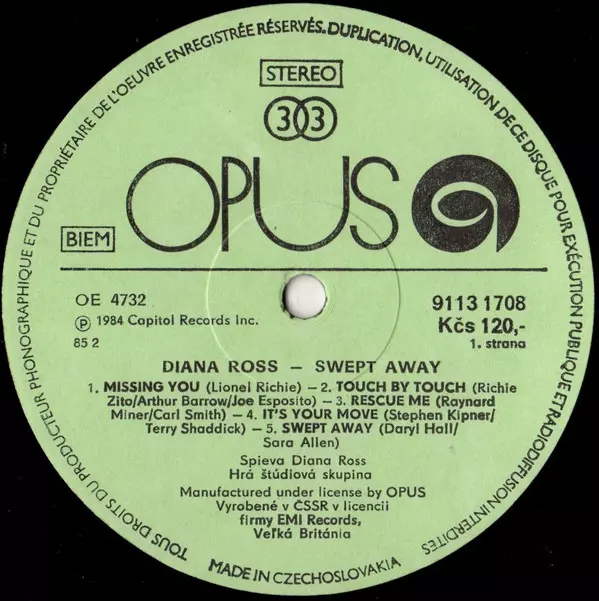 TOUS DROITS DU PRODUCTEUR PHONOGRAPHIQUE ET DU PROPRIÉTAIRE DE L'OEUVRE ENREGISTRÉE RÉSERVÉS. DUPLICATION, UTILISATION DE CE DISQUE POUR EXÉCUTION PUBLIQUE ET RADIODIFFUSION INTERDITES
STEREO
33
OPUS
BIEM
OE 4732
Ⓟ 1984 Capitol Records Inc.
85 2
9113 1708
Kčs 120,-
1. strana
DIANA ROSS – SWEPT AWAY
1. MISSING YOU (Lionel Richie) – 2. TOUCH BY TOUCH (Richie
Zito/Arthur Barrow/Joe Esposito) – 3. RESCUE ME (Raynard
Miner/Carl Smith) – 4. IT'S YOUR MOVE (Stephen Kipner/
Terry Shaddick) – 5. SWEPT AWAY (Daryl Hall/
Sara Allen)
Spieva Diana Ross
Hrá štúdiová skupina
Manufactured under license by OPUS
Vyrobené v ČSSR v licencii
firmy EMI Records,
Veľká Británia
MADE IN CZECHOSLOVAKIA